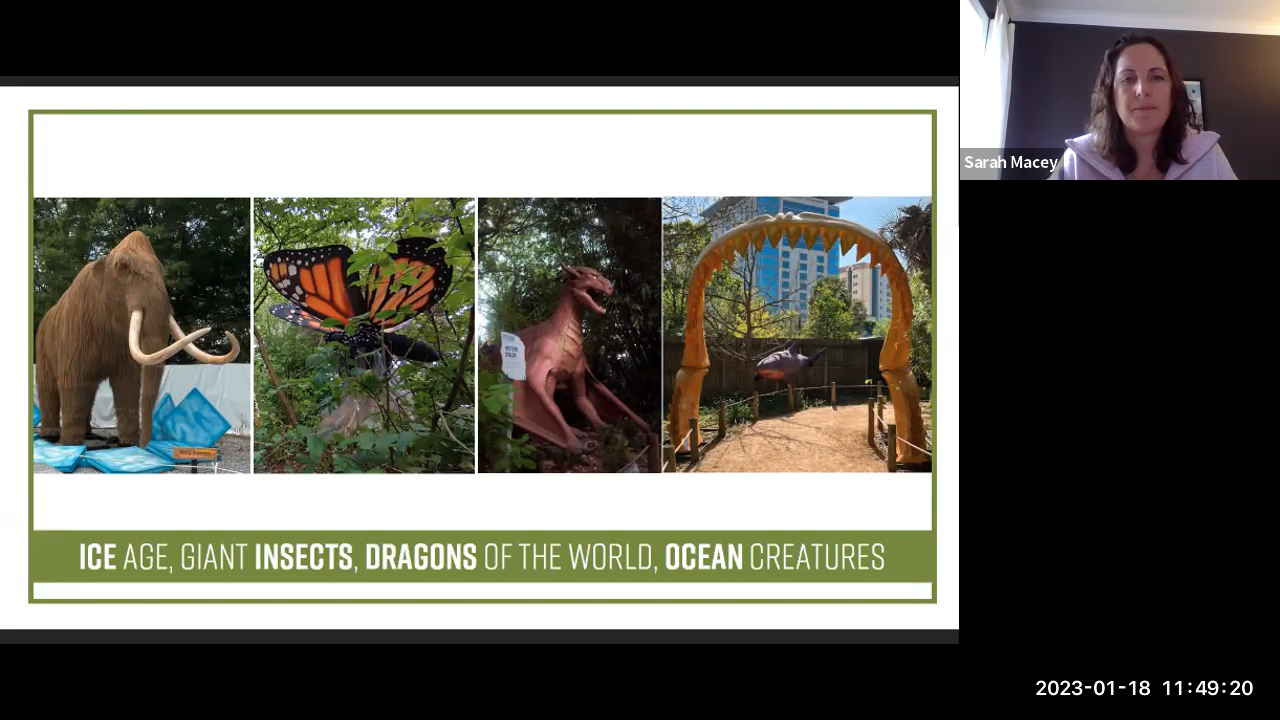 Sarah Macey
ICE AGE, GIANT INSECTS, DRAGONS OF THE WORLD, OCEAN CREATURES
2023-01-18 11:49:20